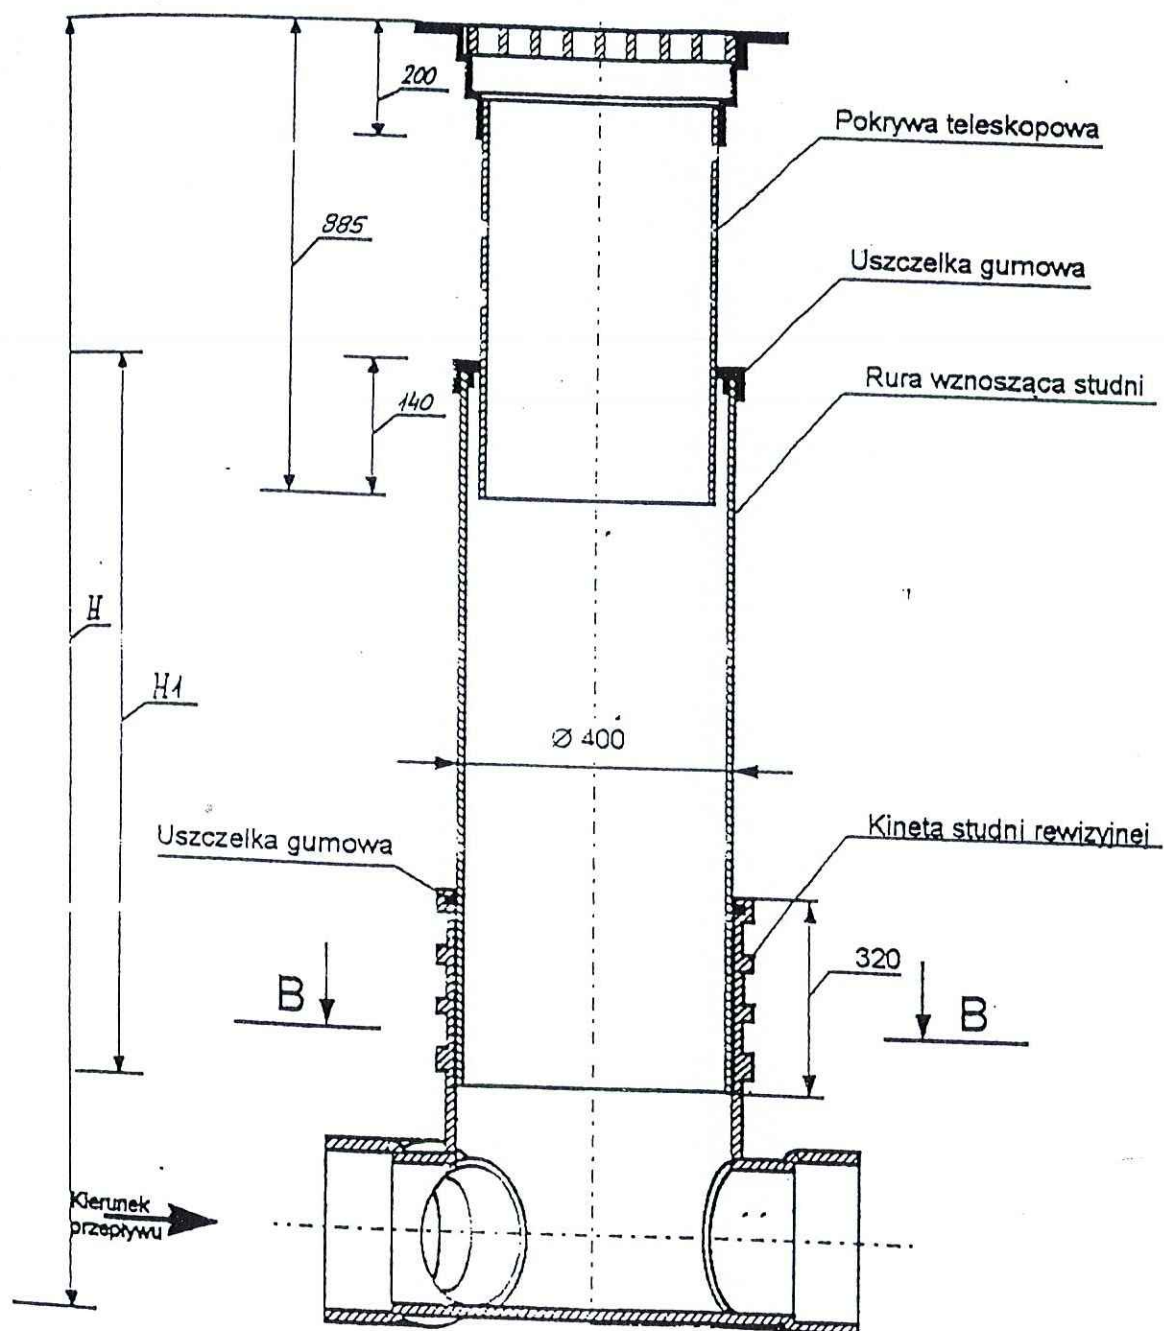 200
Pokrywa teleskopowa
885
Uszczelka gumowa
Rura wznosząca studni
140
H
H1
Ø 400
Uszczelka gumowa
Kineta studni rewizyjnej
320
B
B
Kierunek
przepływu